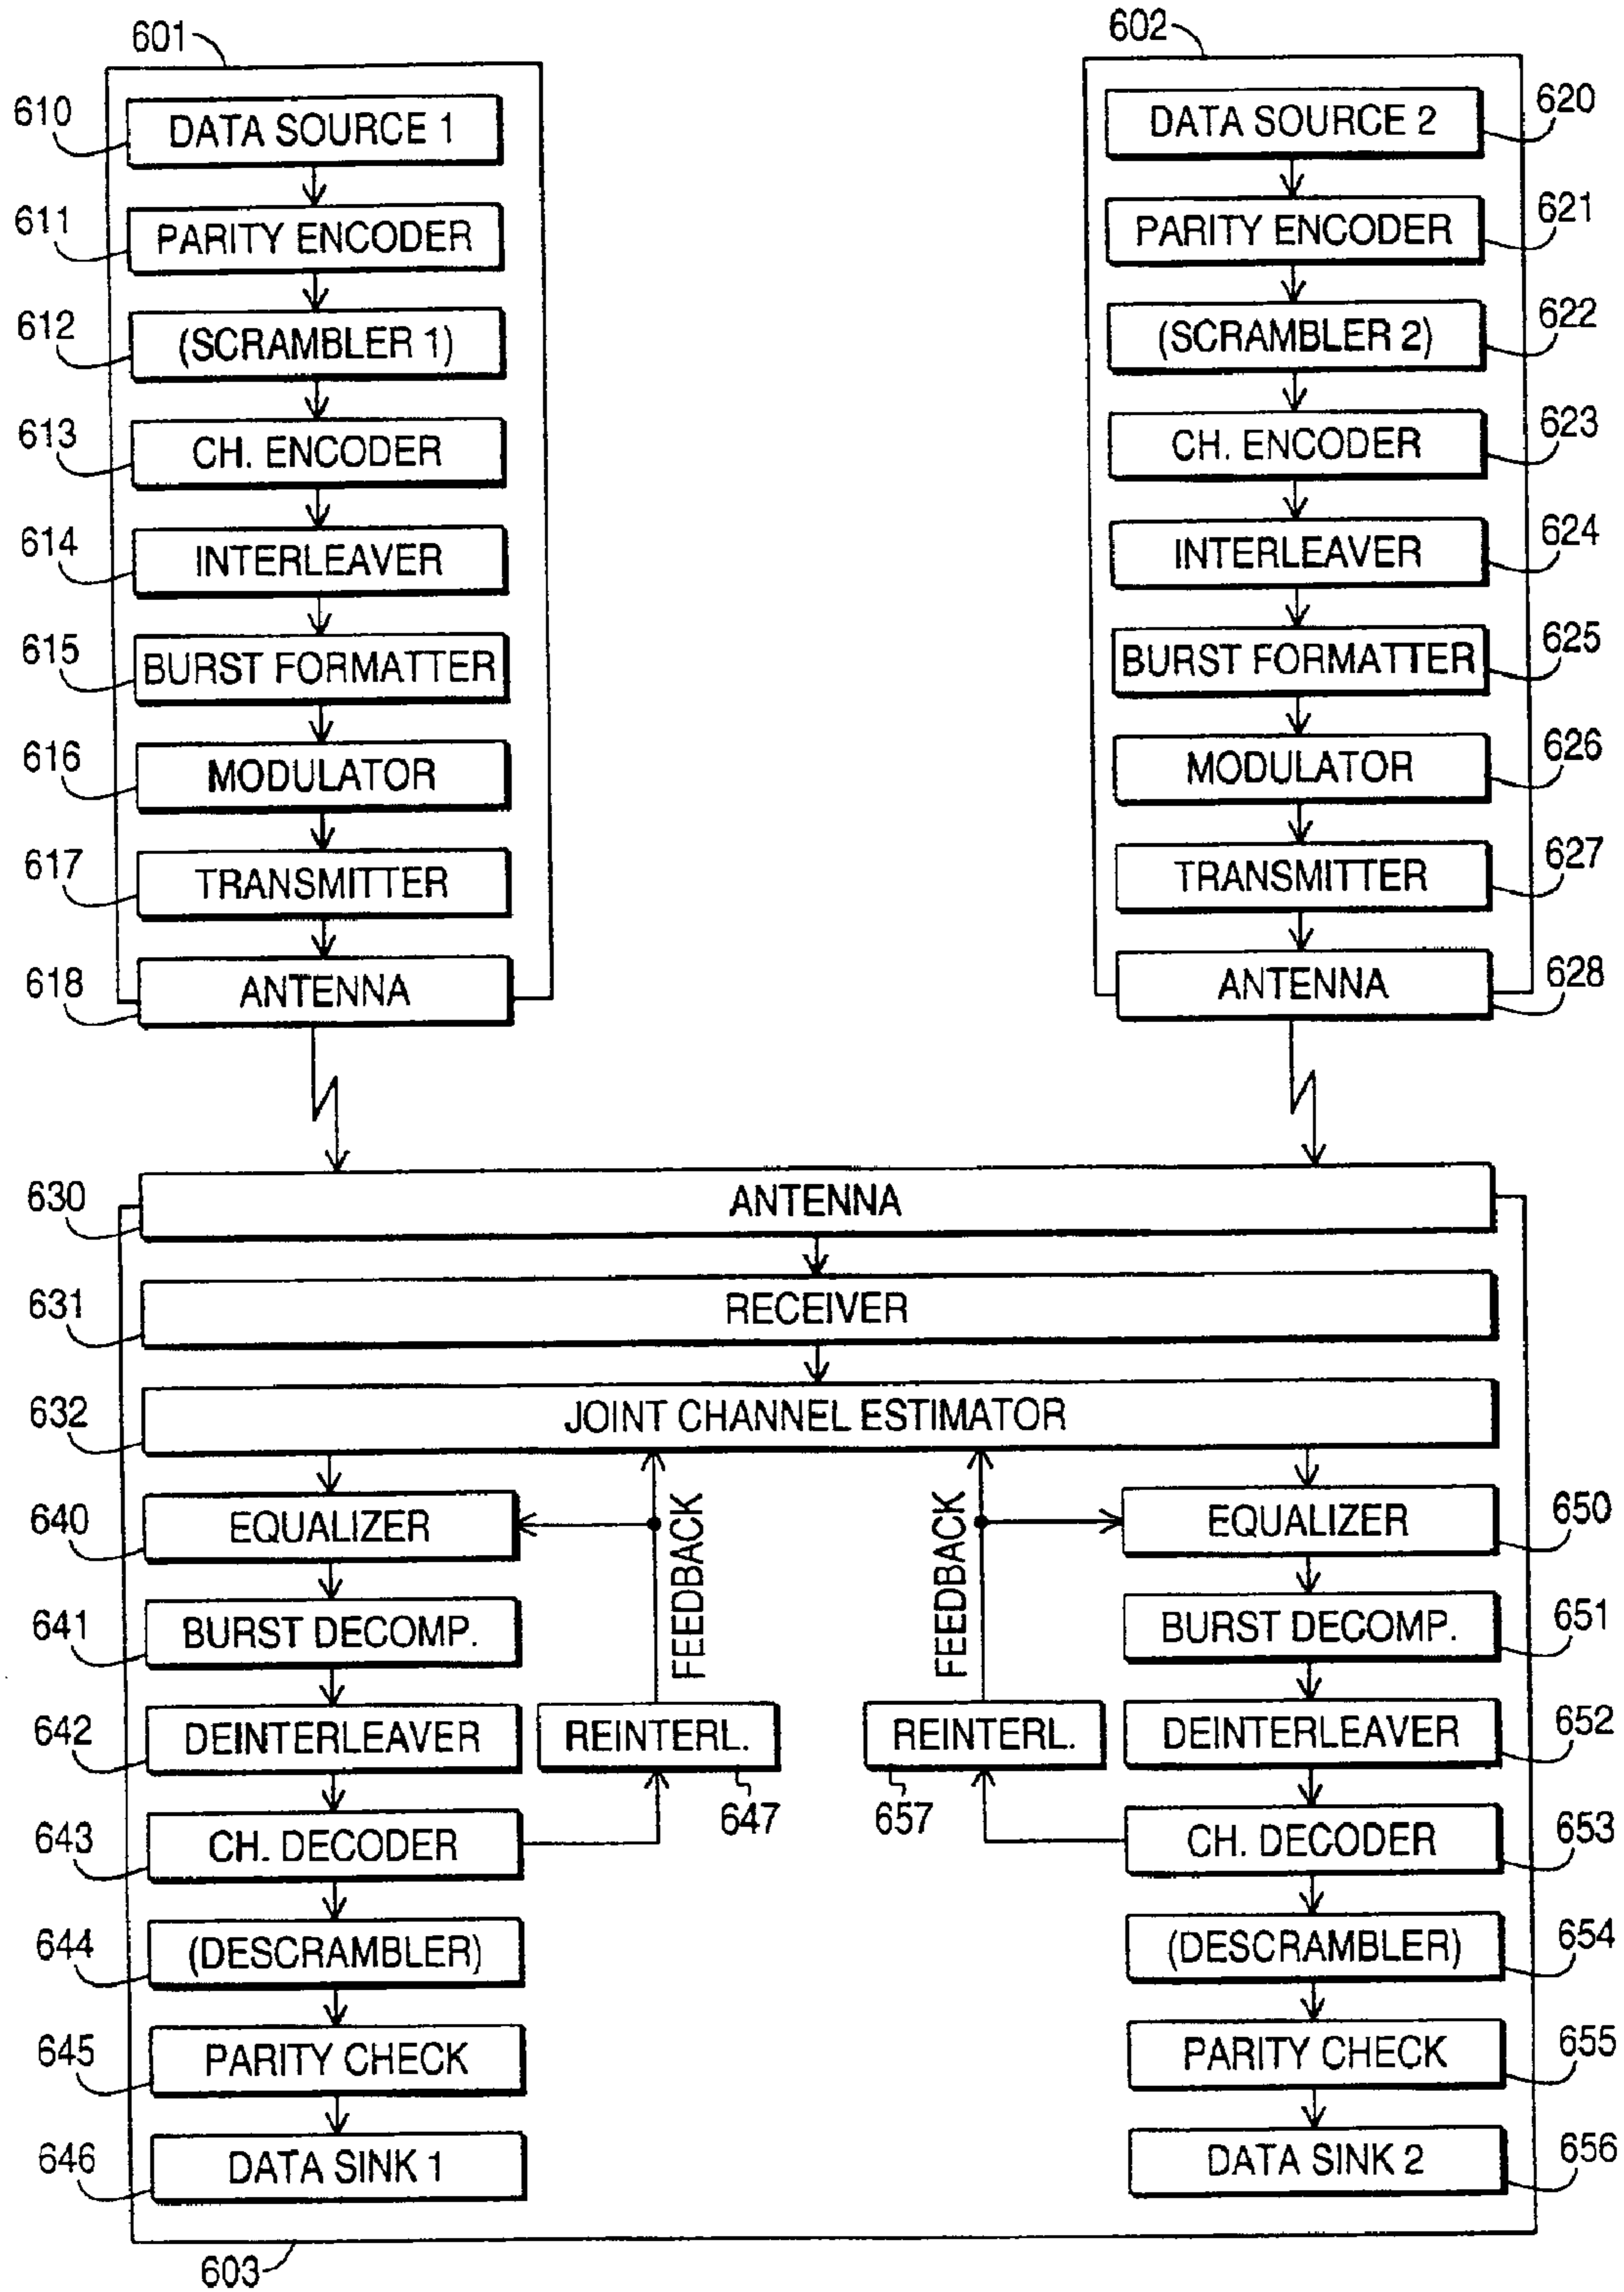 601
610
DATA SOURCE 1
611
PARITY ENCODER
612
(SCRAMBLER 1)
613
CH. ENCODER
614
INTERLEAVER
615
BURST FORMATTER
616
MODULATOR
617
TRANSMITTER
618
ANTENNA
602
DATA SOURCE 2
620
PARITY ENCODER
621
(SCRAMBLER 2)
622
CH. ENCODER
623
INTERLEAVER
624
BURST FORMATTER
625
MODULATOR
626
TRANSMITTER
627
ANTENNA
628
630
ANTENNA
631
RECEIVER
632
JOINT CHANNEL ESTIMATOR
640
EQUALIZER
641
BURST DECOMP.
642
DEINTERLEAVER
643
CH. DECODER
644
(DESCRAMBLER)
645
PARITY CHECK
646
DATA SINK 1
FEEDBACK
REINTERL.
647
FEEDBACK
REINTERL.
657
EQUALIZER
650
BURST DECOMP.
651
DEINTERLEAVER
652
CH. DECODER
653
(DESCRAMBLER)
654
PARITY CHECK
655
DATA SINK 2
656
603